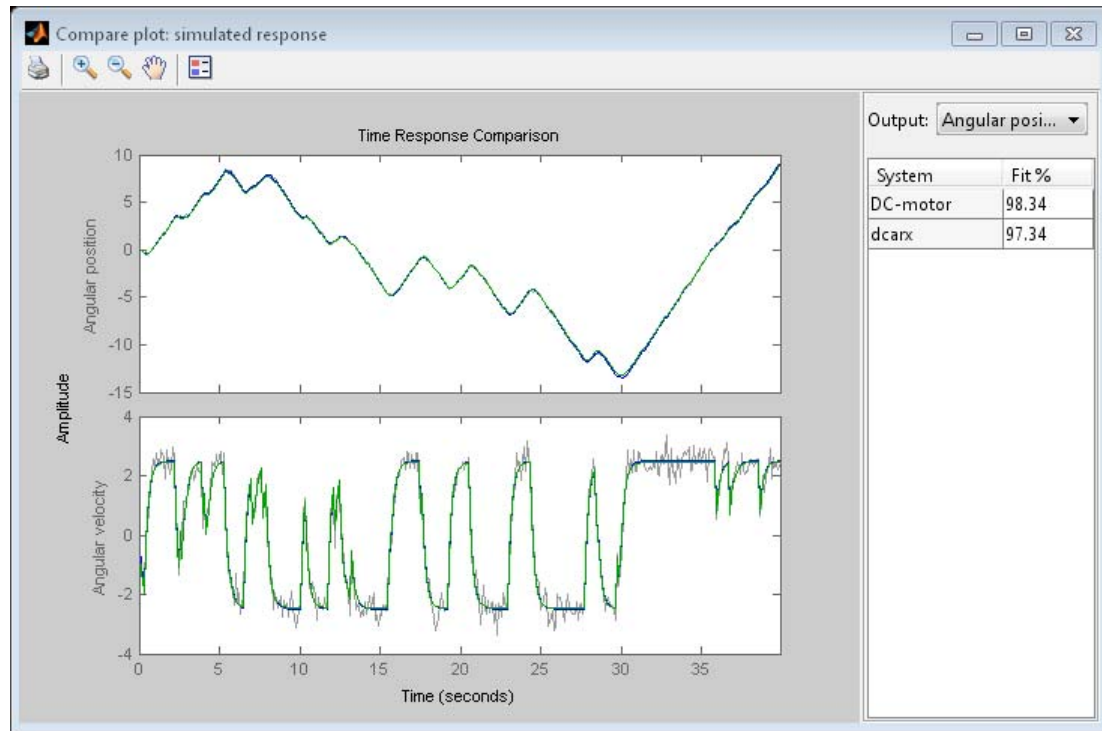 Compare plot: simulated response
Time Response Comparison
Amplitude
Angular position
10
5
0
-5
-10
-15
Angular velocity
4
2
0
-2
-4
0
5
10
15
20
25
30
35
Time (seconds)
Output: Angular posi...
System Fit %
DC-motor 98.34
dcarx 97.34